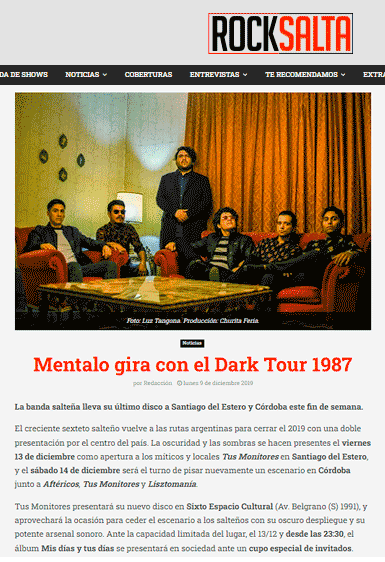 ROCKSALTA
DA DE SHOWS NOTICIAS COBERTURAS ENTREVISTAS TE RECOMENDAMOS EXTRA
Foto: Luz Tangona. Producción: Churita Feria.
Noticias
Mentalo gira con el Dark Tour 1987
por Redacción lunes 9 de diciembre 2019
La banda salteña lleva su último disco a Santiago del Estero y Córdoba este fin de semana.
El creciente sexteto salteño vuelve a las rutas argentinas para cerrar el 2019 con una doble
presentación por el centro del país. La oscuridad y las sombras se hacen presentes el viernes
13 de diciembre como apertura a los míticos y locales Tus Monitores en Santiago del Estero,
y el sábado 14 de diciembre será el turno de pisar nuevamente un escenario en Córdoba
junto a Aftéricos, Tus Monitores y Lisztomanía.
Tus Monitores presentará su nuevo disco en Sixto Espacio Cultural (Av. Belgrano (S) 1991), y
aprovechará la ocasión para ceder el escenario a los salteños con su oscuro despliegue y su
potente arsenal sonoro. Ante la capacidad limitada del lugar, el 13/12 y desde las 23:30, el
álbum Mis días y tus días se presentará en sociedad ante un cupo especial de invitados.